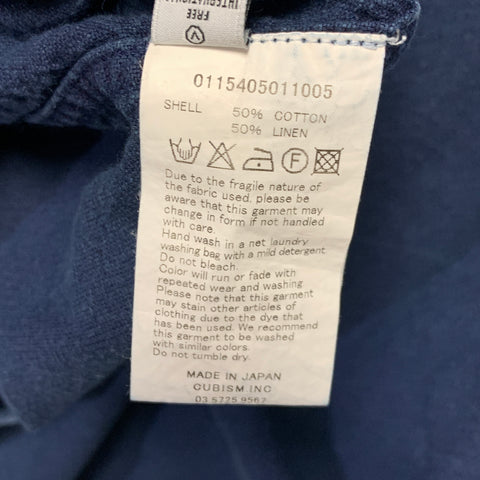 FREE
INTERNATIONAL
0115405011005
SHELL 50% COTTON
50% LINEN
F
Due to the fragile nature of
the fabric used, please be
aware that this garment may
change in form if not handled
with care.
Hand wash in a net laundry
washing bag with a mild detergent
Do not bleach.
Color will run or fade with
repeated wear and washing
Please note that this garment
may stain other articles of
clothing due to the dye that
has been used. We recommend
this garment to be washed
with similar colors.
Do not tumble dry.
MADE IN JAPAN
CUBISM INC
03 5725 9562